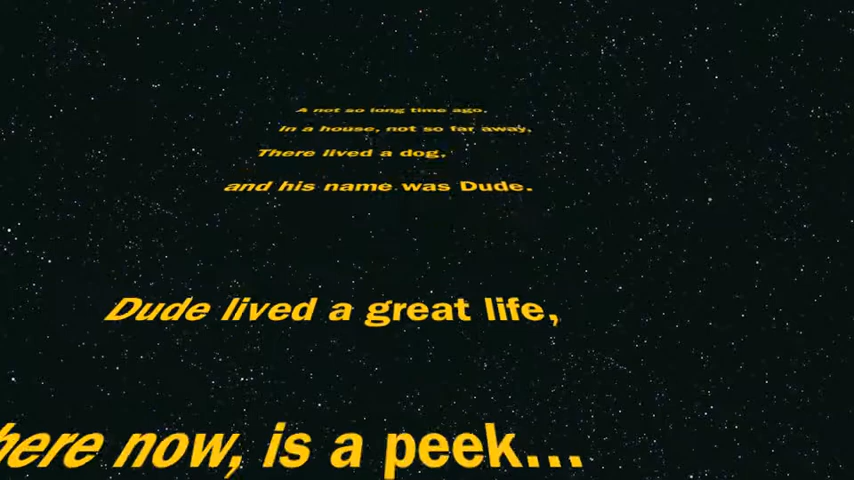 A not so long time ago.
In a house, not so far away,
There lived a dog,
and his name was Dude.
Dude lived a great life,
here now, is a peek...